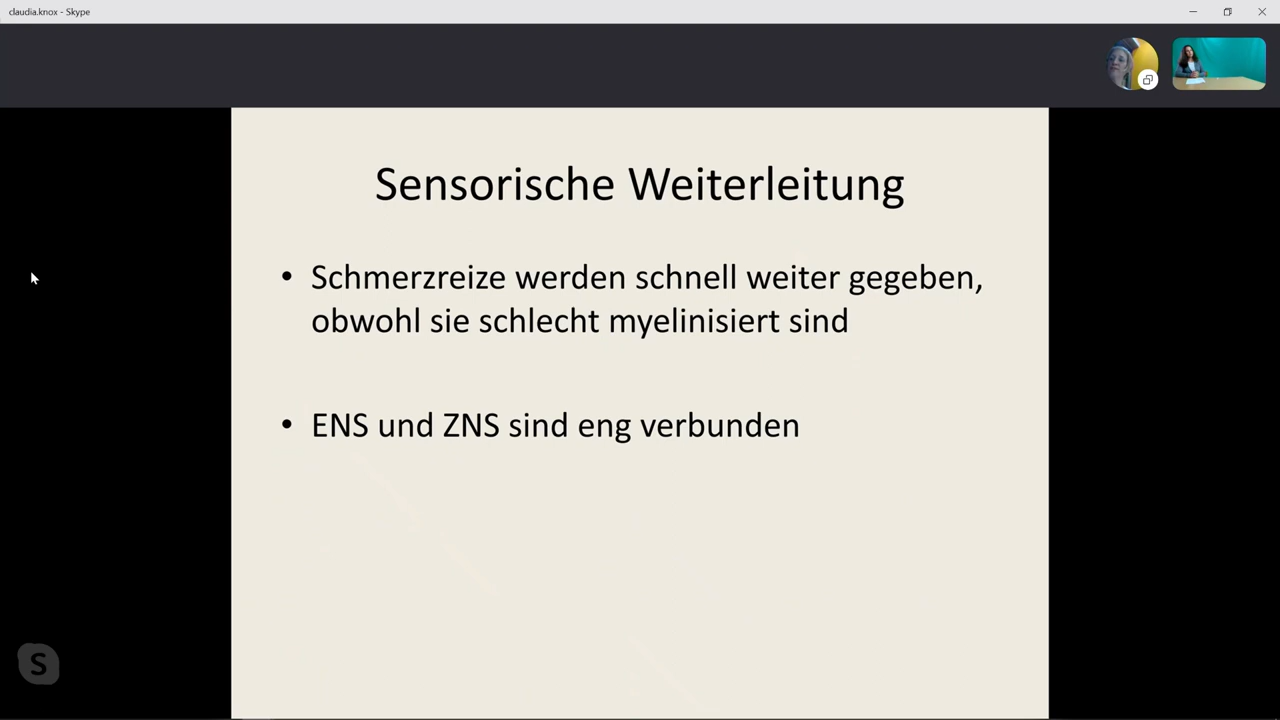 claudia.knox - Skype
Sensorische Weiterleitung
• Schmerzreize werden schnell weiter gegeben,
obwohl sie schlecht myelinisiert sind
• ENS und ZNS sind eng verbunden
S